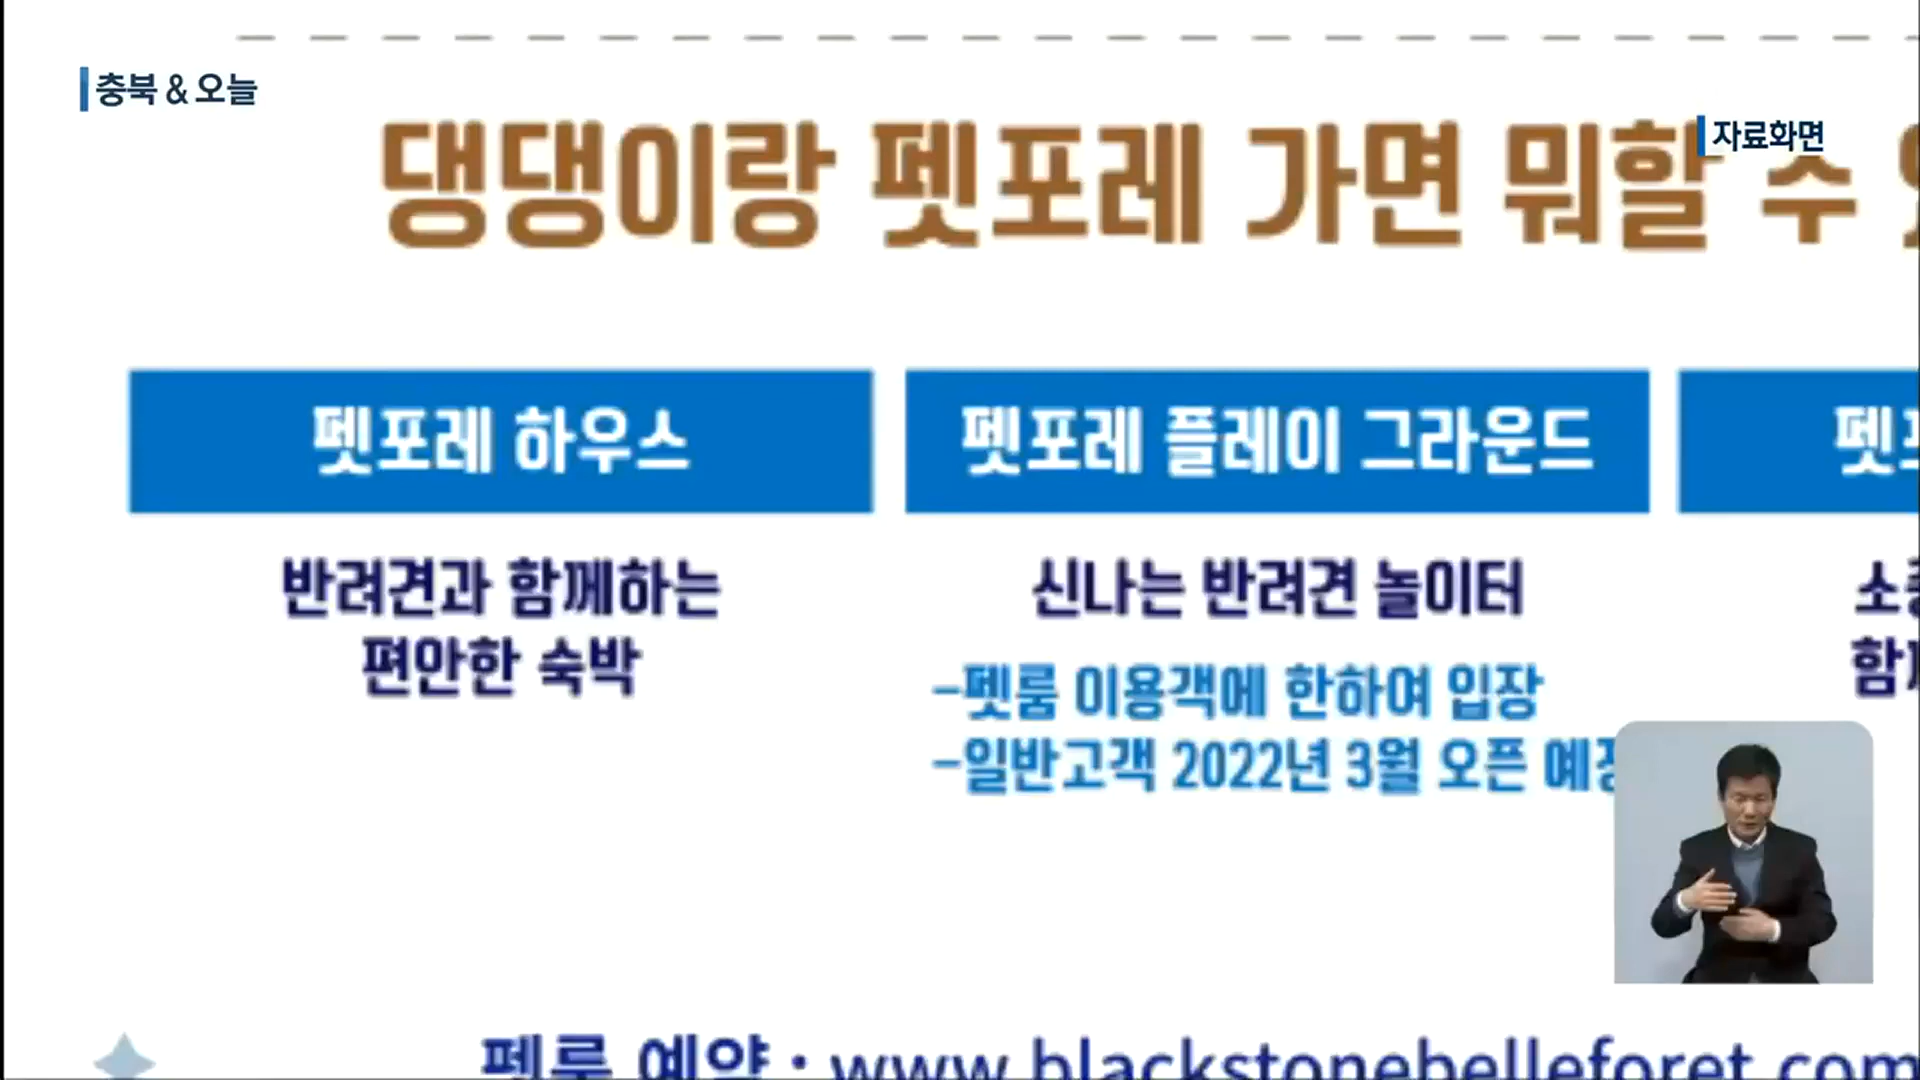 충북 & 오늘
자료화면
댕댕이랑 펫포레 가면 뭐할 수
펫포레 하우스
펫포레 플레이 그라운드
반려견과 함께하는
편안한 숙박
신나는 반려견 놀이터
-펫룸 이용객에 한하여 입장
-일반고객 2022년 3월 오픈 예정
펫룸 예약 : www.blackstonebelleforet.com